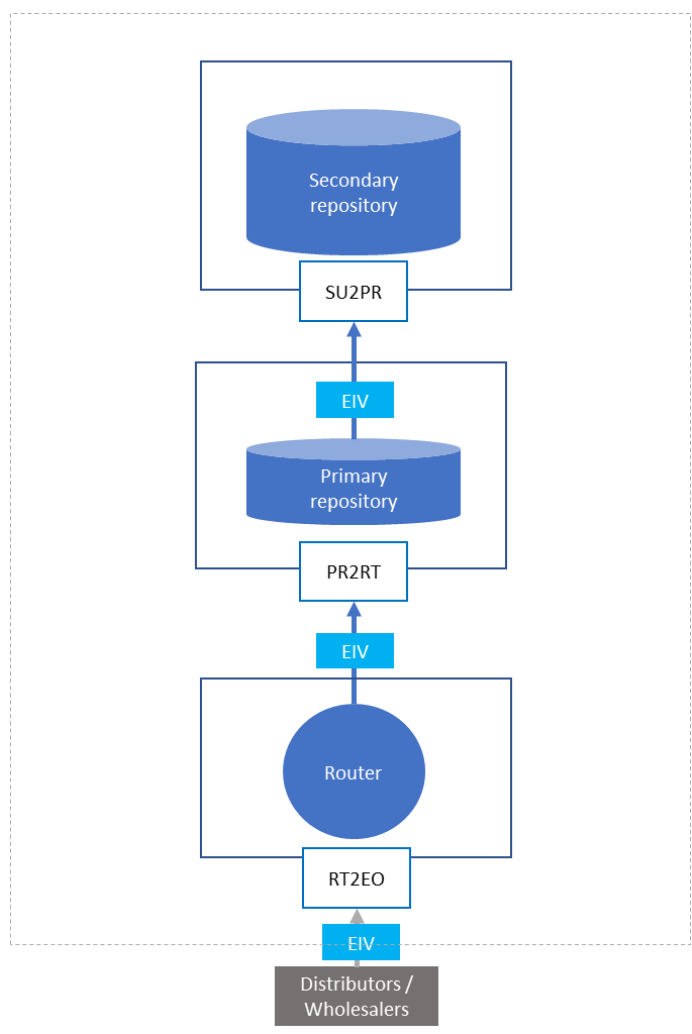 Secondary
repository
SU2PR
EIV
Primary
repository
PR2RT
EIV
Router
RT2EO
EIV
Distributors /
Wholesalers